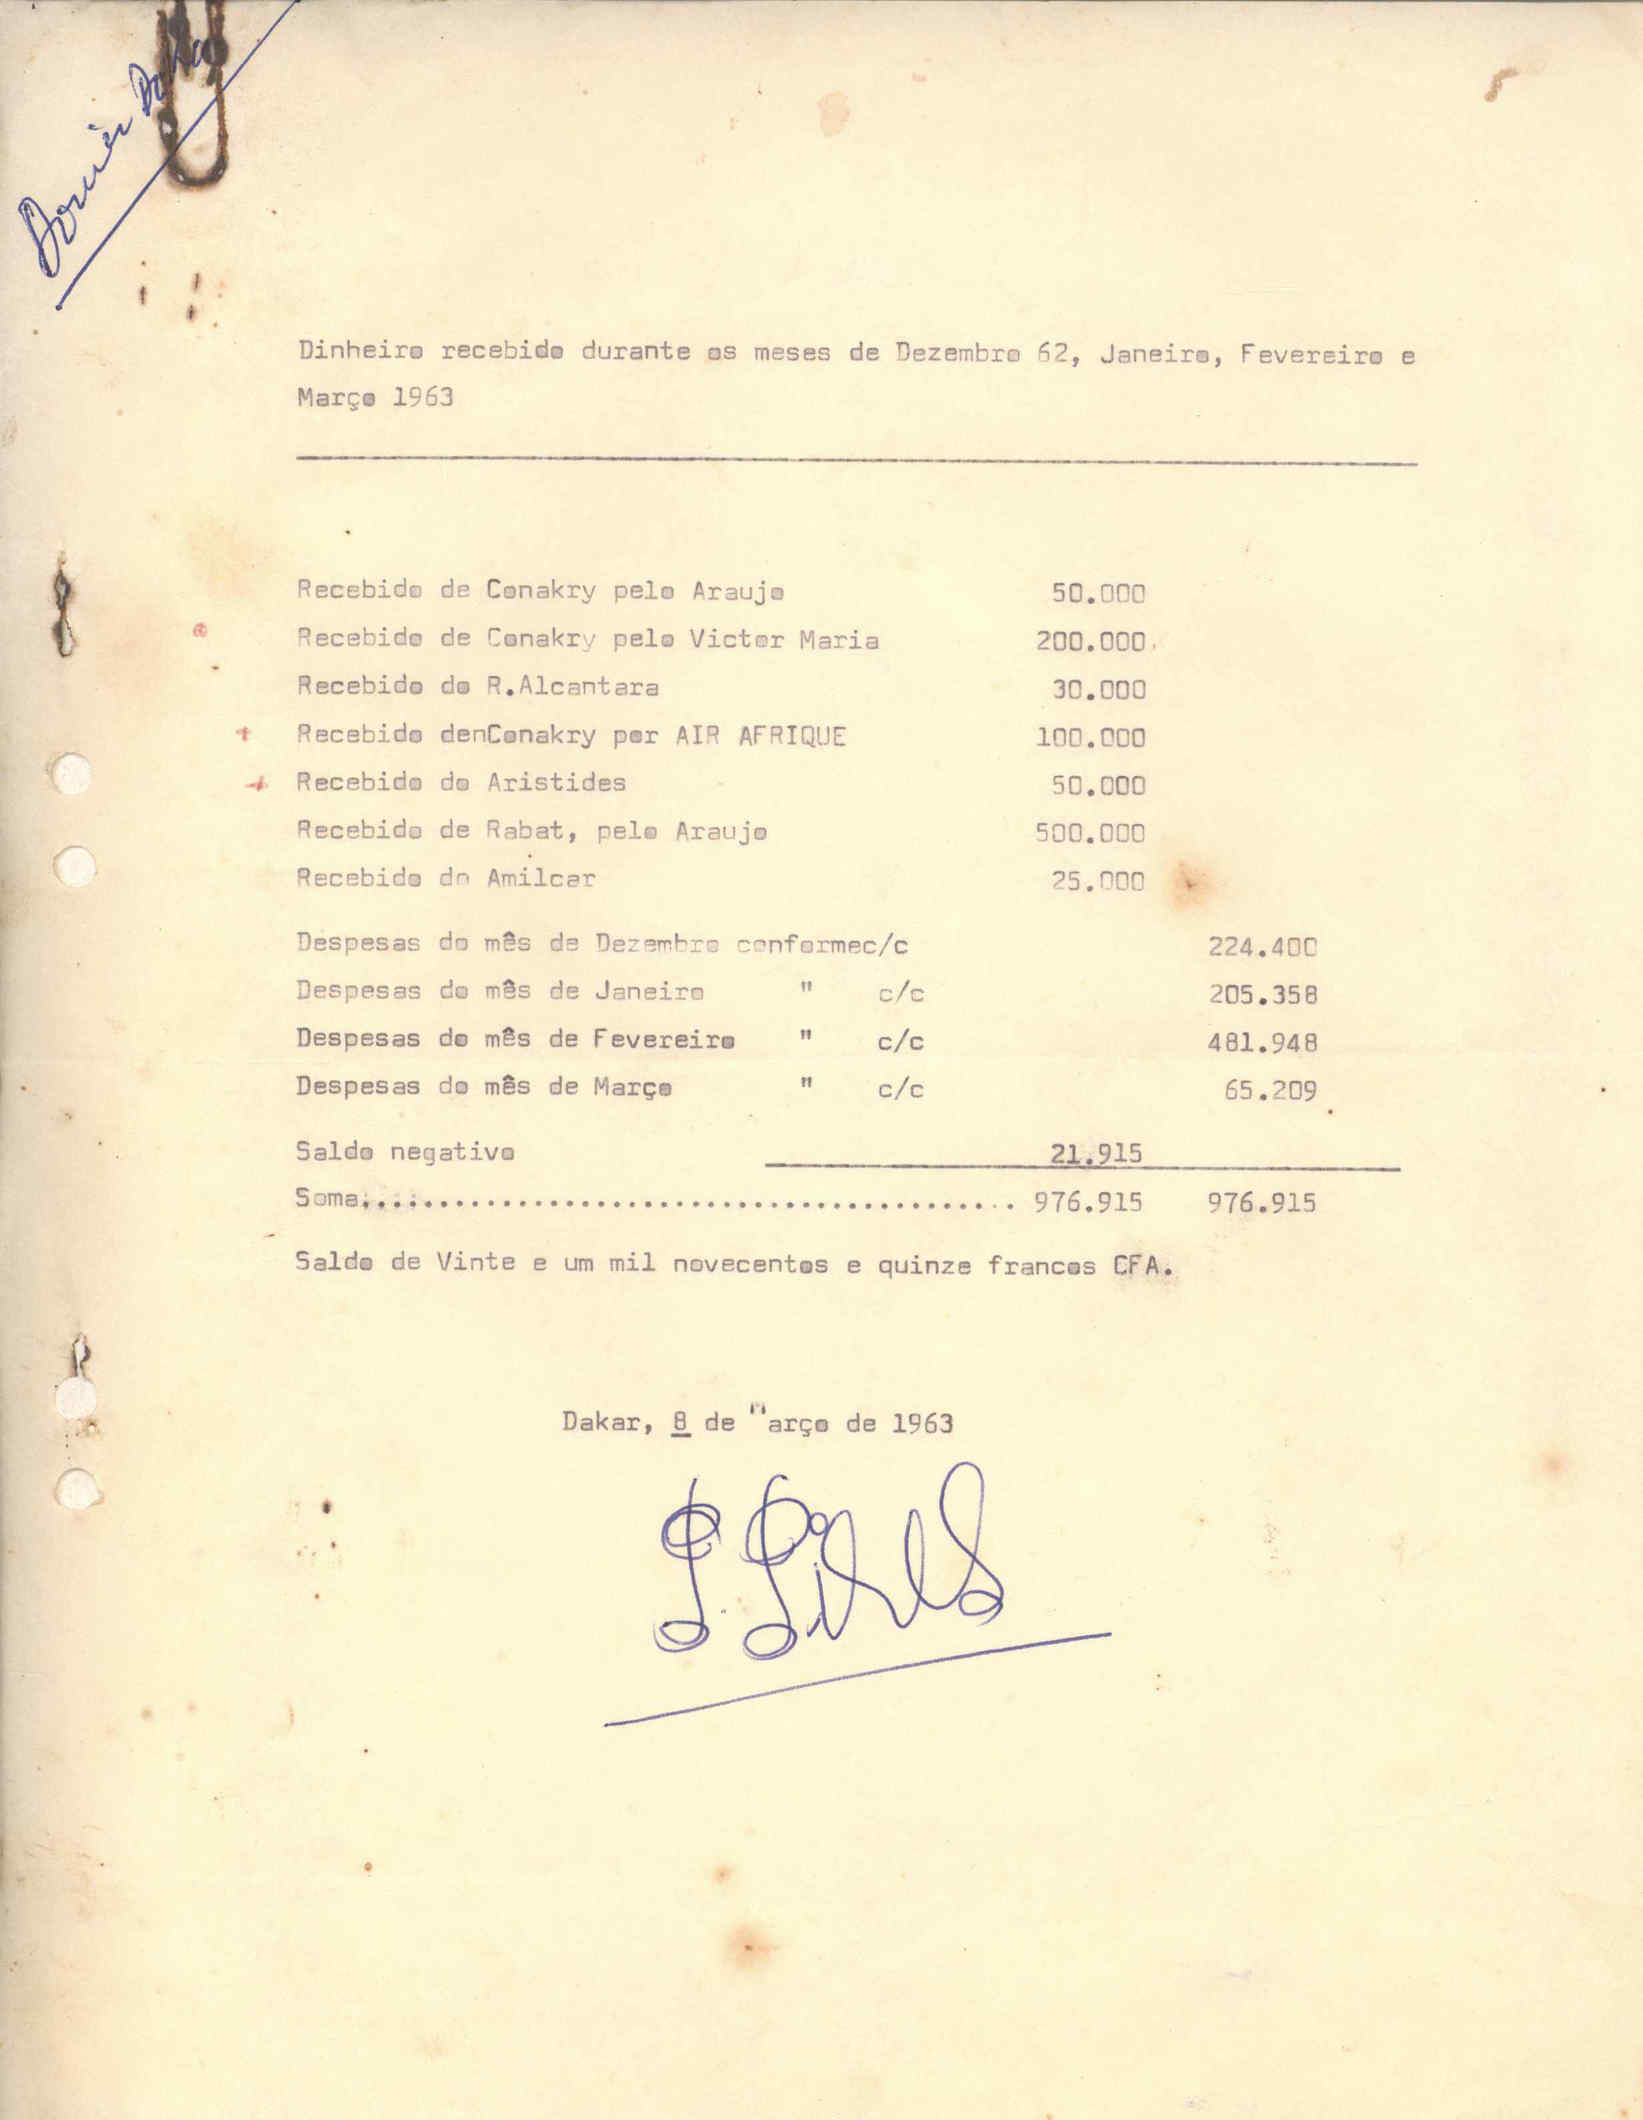 Dinheiro recebido durante os meses de Dezembro 62, Janeiro, Fevereiro e
Março 1963
Recebido de Conakry pelo Araujo 50.000
Recebido de Conakry pelo Victor Maria 200.000
Recebido do R.Alcantara 30.000
+ Recebido denConakry por AIR AFRIQUE 100.000
+ Recebido do Aristides 50.000
Recebido de Rabat, pelo Araujo 500.000
Recebido do Amilcar 25.000
Despesas do mês de Dezembro conformec/c 224.400
Despesas do mês de Janeiro " c/c 205.358
Despesas do mês de Fevereiro " c/c 481.948
Despesas do mês de Março " c/c 65.209
Saldo negativo 21.915
Soma......................................... 976.915 976.915
Saldo de Vinte e um mil novecentos e quinze francos CFA.
Dakar, 8 de Março de 1963
P. Pires